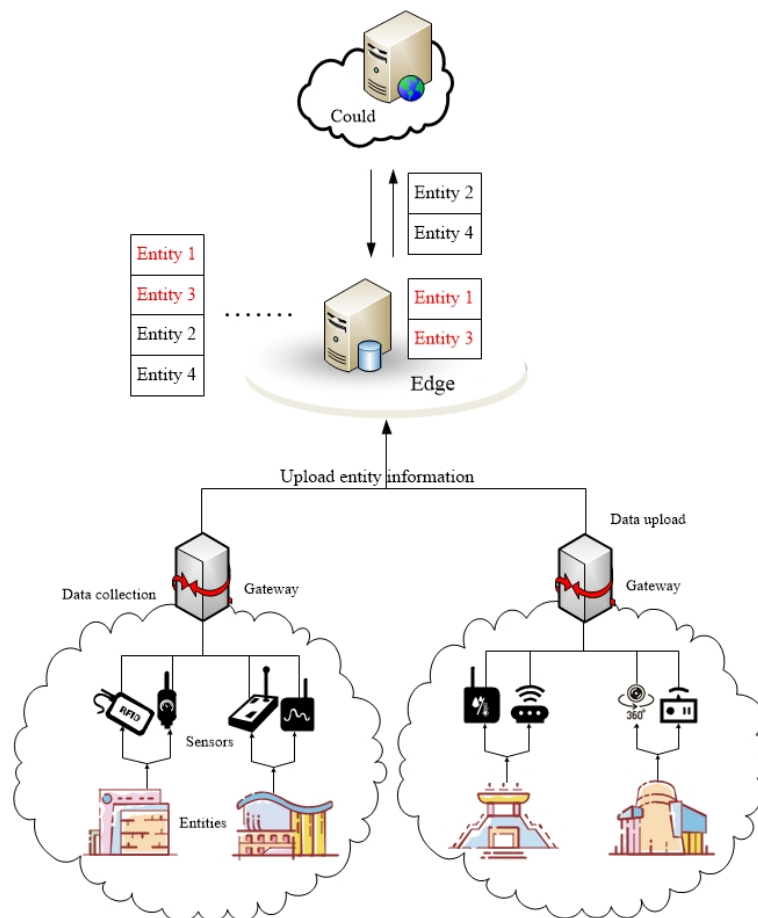 Could
Entity 2
Entity 4
Entity 1
Entity 3
Entity 2
Entity 4
Entity 1
Entity 3
Edge
Upload entity information
Data upload
Data collection
Gateway
Gateway
RFID
360°
Sensors
Entities